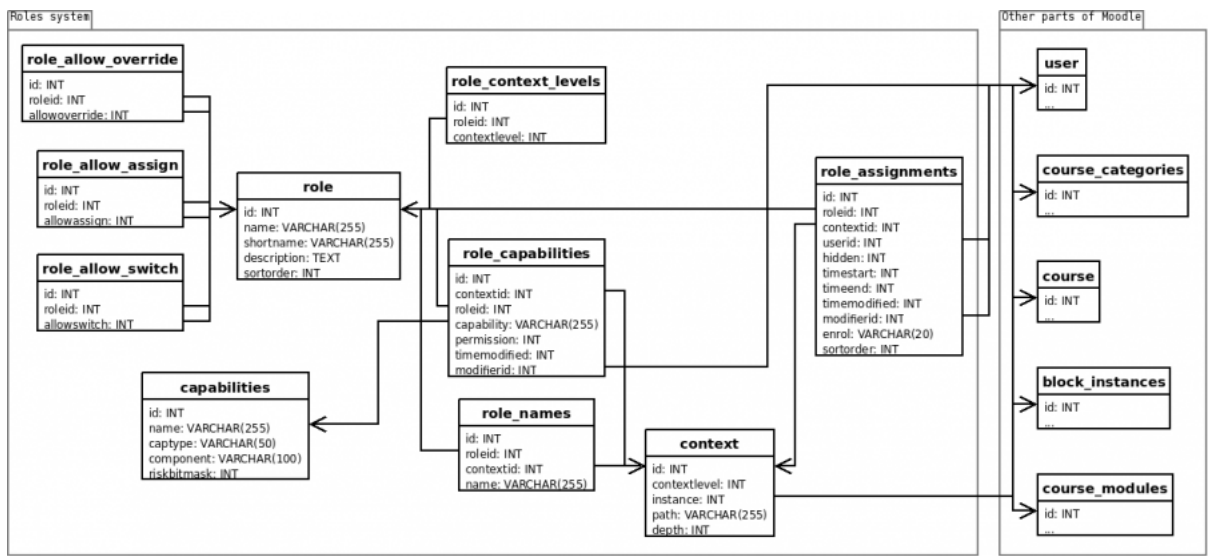 Roles system
role_allow_override
id: INT
roleid: INT
allowoverride: INT
role_allow_assign
id: INT
roleid: INT
allowassign: INT
role_allow_switch
id: INT
roleid: INT
allowswitch: INT
role
id: INT
name: VARCHAR(255)
shortname: VARCHAR(255)
description: TEXT
sortorder: INT
capabilities
id: INT
name: VARCHAR(255)
captype: VARCHAR(50)
component: VARCHAR(100)
riskbitmask: INT
role_context_levels
id: INT
roleid: INT
contextlevel: INT
role_capabilities
id: INT
contextid: INT
roleid: INT
capability: VARCHAR(255)
permission: INT
timemodified: INT
modifierid: INT
role_names
id: INT
roleid: INT
contextid: INT
name: VARCHAR(255)
context
id: INT
contextlevel: INT
instance: INT
path: VARCHAR(255)
depth: INT
role_assignments
id: INT
roleid: INT
contextid: INT
userid: INT
hidden: INT
timestart: INT
timeend: INT
timemodified: INT
modifierid: INT
enrol: VARCHAR(20)
sortorder: INT
Other parts of Moodle
user
id: INT
...
course_categories
id: INT
...
course
id: INT
...
block_instances
id: INT
...
course_modules
id: INT
...